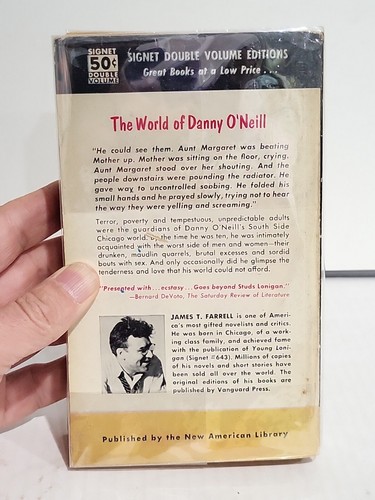 SIGNET
50¢
DOUBLE
VOLUME
SIGNET DOUBLE VOLUME EDITIONS
Great Books at a Low Price . . .
The World of Danny O'Neill
"He could see them. Aunt Margaret was beating
Mother up. Mother was sitting on the floor, crying.
Aunt Margaret stood over her shouting. And the
people downstairs were pounding the radiator. He
gave way to uncontrolled sobbing. He folded his
small hands and he prayed slowly, trying not to hear
the way they were yelling and screaming."
Terror, poverty and tempestuous, unpredictable adults
were the guardians of Danny O'Neill's South Side
Chicago world. the time he was ten, he was intimately
acquainted with the worst side of men and women—their
drunken, maudlin quarrels, brutal excesses and sordid
bouts with sex. And only occasionally did he glimpse the
tenderness and love that his world could not afford.
"Presented with . . . ecstasy . . . Goes beyond Studs Lonigan."
—Bernard DeVoto, The Saturday Review of Literature
JAMES T. FARRELL is one of Ameri-
ca's most gifted novelists and critics.
He was born in Chicago, of a work-
ing class family, and achieved fame
with the publication of Young Loni-
gan (Signet #643). Millions of copies
of his novels and short stories have
been sold all over the world. The
original editions of his books are
published by Vanguard Press.
Published by the New American Library